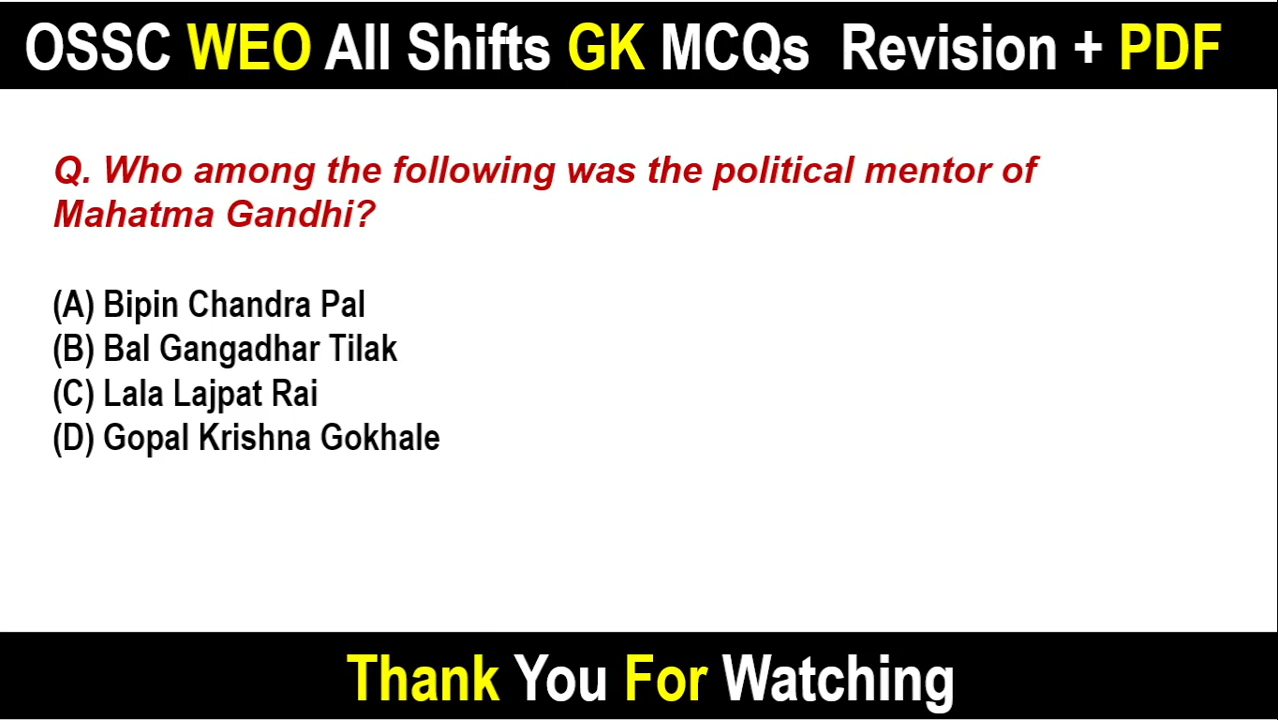 OSSC WEO All Shifts GK MCQs Revision + PDF
Q. Who among the following was the political mentor of
Mahatma Gandhi?
(A) Bipin Chandra Pal
(B) Bal Gangadhar Tilak
(C) Lala Lajpat Rai
(D) Gopal Krishna Gokhale
Thank You For Watching